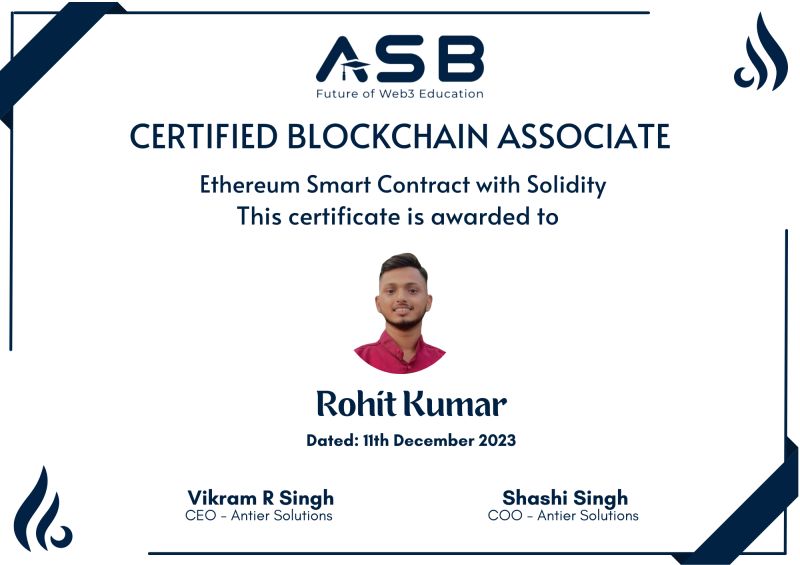 ASB
Future of Web3 Education
CERTIFIED BLOCKCHAIN ASSOCIATE
Ethereum Smart Contract with Solidity
This certificate is awarded to
Rohit Kumar
Dated: 11th December 2023
Vikram R Singh
CEO - Antier Solutions
Shashi Singh
COO - Antier Solutions